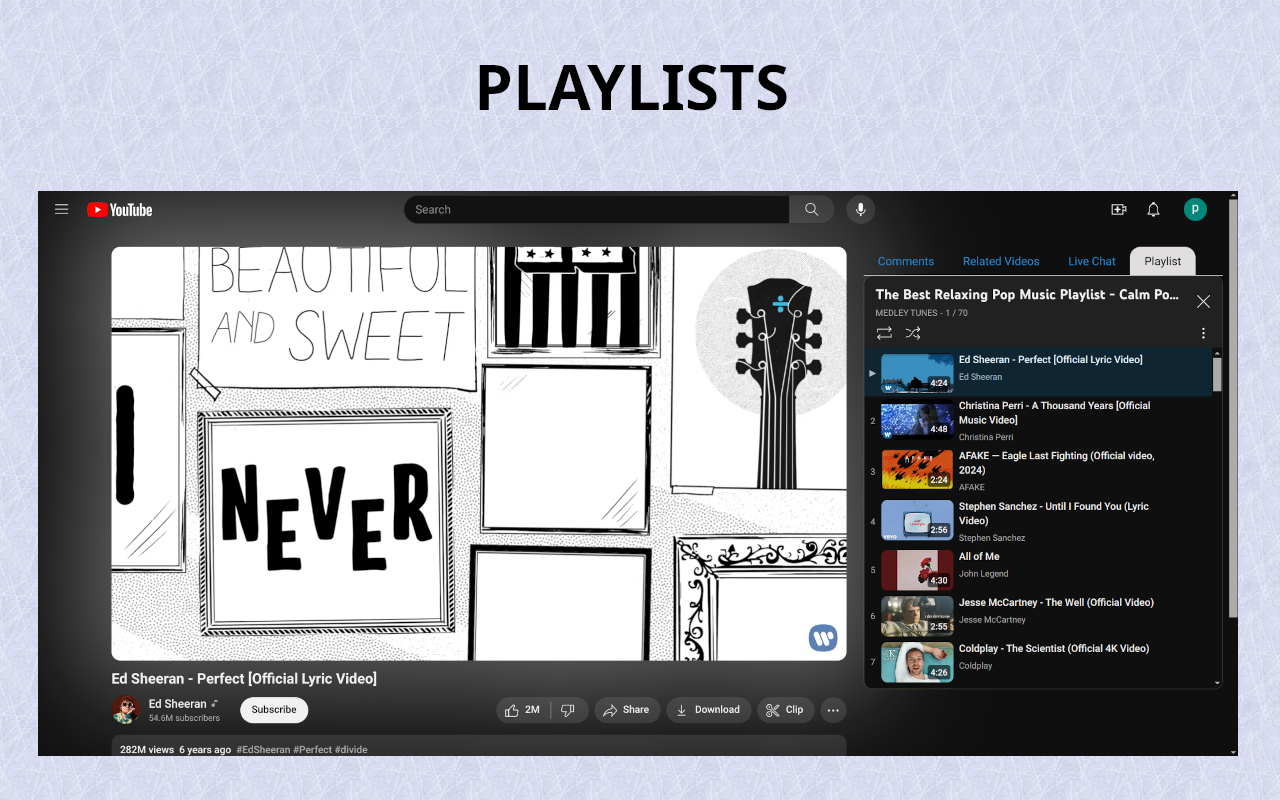 PLAYLISTS
YouTube
Search
P
BEAUTIFUL
AND SWEET
NEVER
Comments
Related Videos
Live Chat
Playlist
The Best Relaxing Pop Music Playlist - Calm Po...
MEDLEY TUNES - 1 / 70
Ed Sheeran - Perfect [Official Lyric Video]
Ed Sheeran
4:24
2
Christina Perri - A Thousand Years [Official
Music Video]
Christina Perri
4:48
3
AFAKE — Eagle Last Fighting (Official video,
2024)
AFAKE
2:24
4
Stephen Sanchez - Until I Found You (Lyric
Video)
Stephen Sanchez
vevo
2:56
5
All of Me
John Legend
4:30
6
Jesse McCartney - The Well (Official Video)
Jesse McCartney
2:55
7
Coldplay - The Scientist (Official 4K Video)
Coldplay
4K
4:26
Ed Sheeran - Perfect [Official Lyric Video]
Ed Sheeran
54.6M subscribers
Subscribe
2M
Share
Download
Clip
282M views 6 years ago #EdSheeran #Perfect #divide